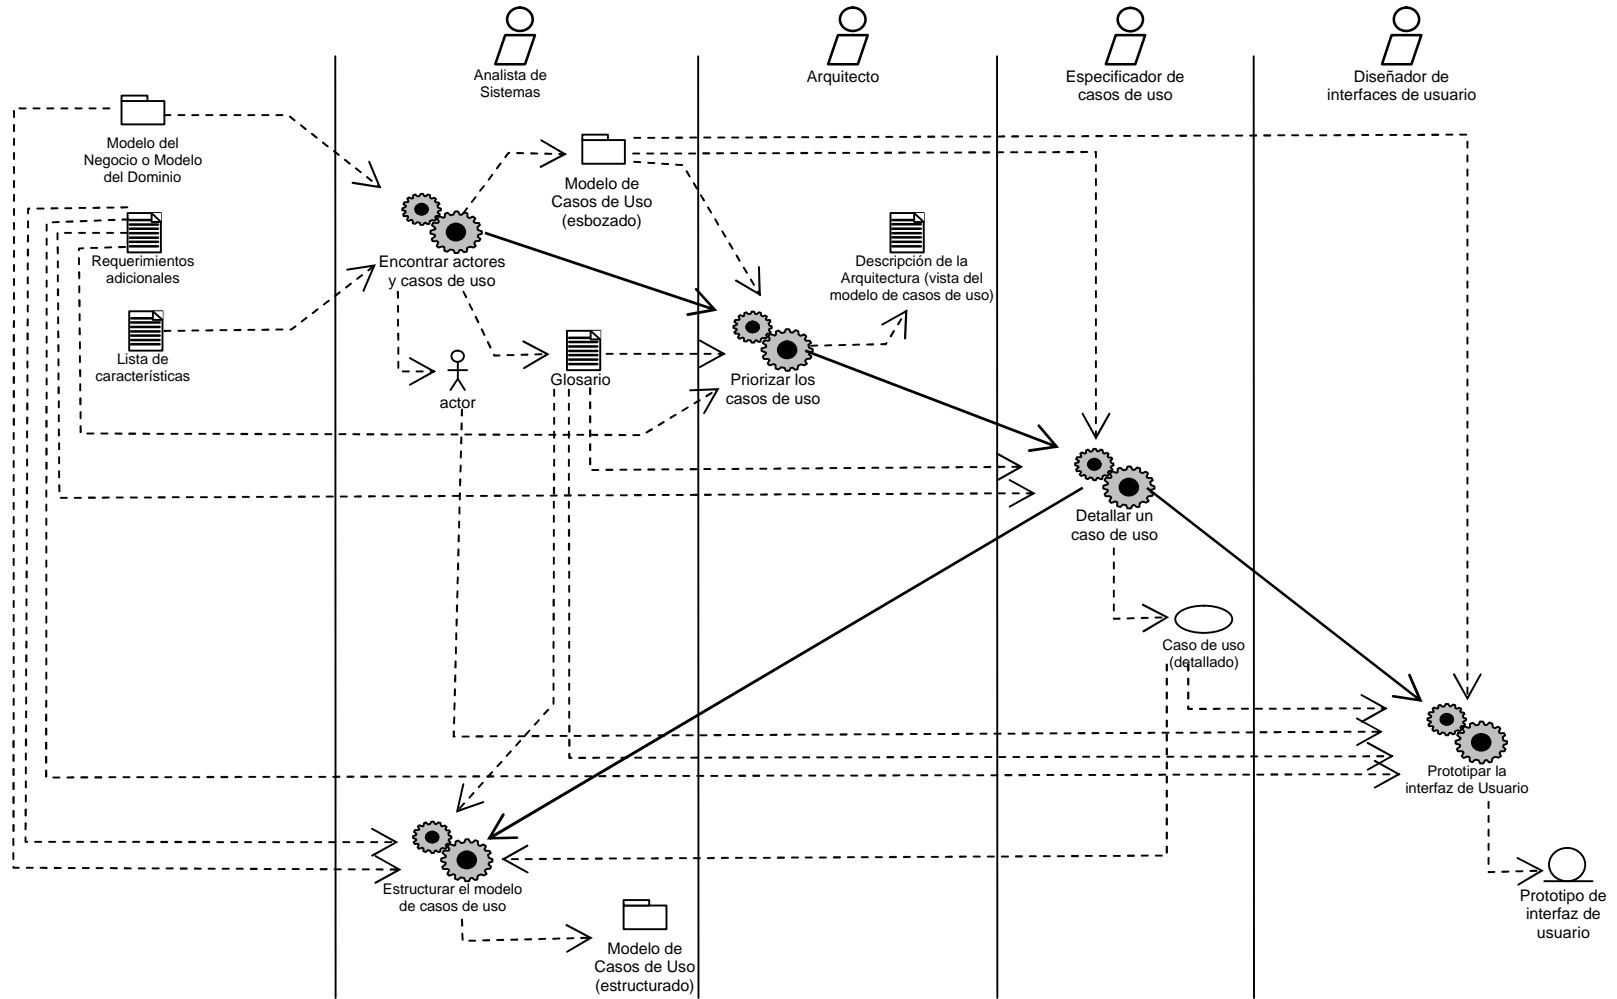 Analista de
Sistemas
Arquitecto
Especificador de
casos de uso
Diseñador de
interfaces de usuario
Modelo del
Negocio o Modelo
del Dominio
Modelo de
Casos de Uso
(esbozado)
Requerimientos
adicionales
Encontrar actores
y casos de uso
Descripción de la
Arquitectura (vista del
modelo de casos de uso)
Lista de
características
actor
Glosario
Priorizar los
casos de uso
Detallar un
caso de uso
Caso de uso
(detallado)
Prototipar la
interfaz de Usuario
Estructurar el modelo
de casos de uso
Prototipo de
interfaz de
usuario
Modelo de
Casos de Uso
(estructurado)